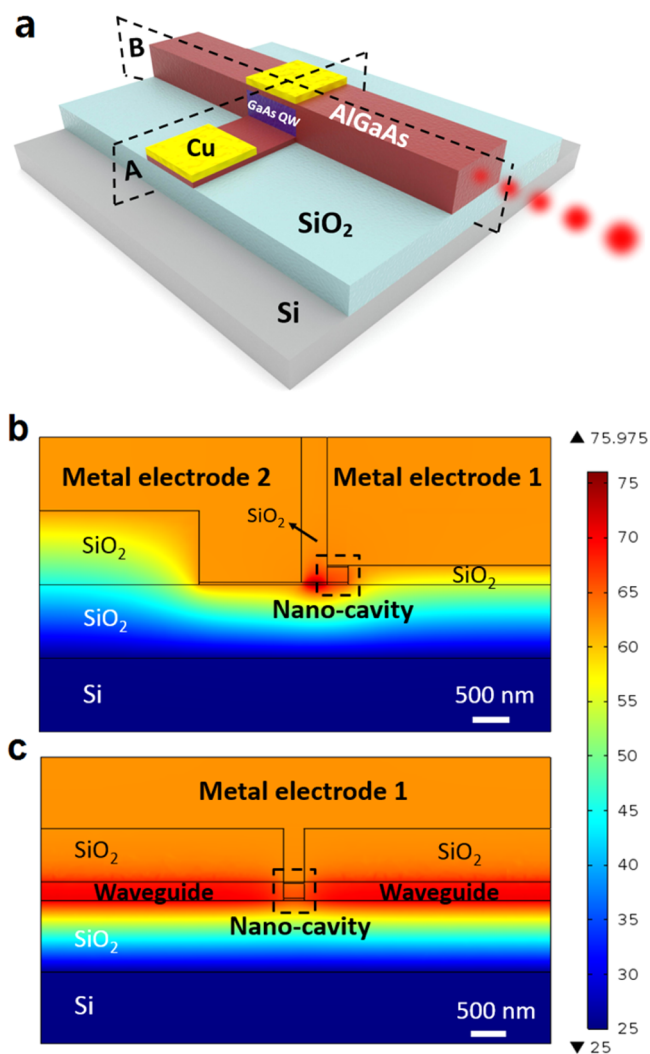 a
B
GaAs QW
AlGaAs
Cu
A
SiO₂
Si
b
▲ 75.975
Metal electrode 2
Metal electrode 1
SiO₂
SiO₂
SiO₂
Nano-cavity
SiO₂
Si
500 nm
75
70
65
60
55
50
45
40
35
30
25
▼ 25
c
Metal electrode 1
SiO₂
SiO₂
Waveguide
Waveguide
Nano-cavity
SiO₂
Si
500 nm